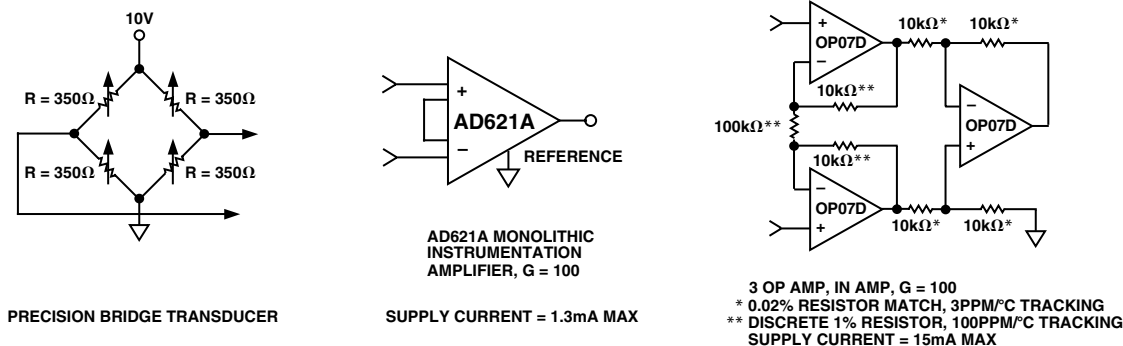 10V
R = 350Ω
R = 350Ω
R = 350Ω
R = 350Ω
PRECISION BRIDGE TRANSDUCER
+
AD621A
−
REFERENCE
AD621A MONOLITHIC
INSTRUMENTATION
AMPLIFIER, G = 100
SUPPLY CURRENT = 1.3mA MAX
+
OP07D
−
10kΩ*
10kΩ*
10kΩ**
100kΩ**
10kΩ**
−
OP07D
+
−
OP07D
+
10kΩ*
10kΩ*
3 OP AMP, IN AMP, G = 100
* 0.02% RESISTOR MATCH, 3PPM/°C TRACKING
** DISCRETE 1% RESISTOR, 100PPM/°C TRACKING
SUPPLY CURRENT = 15mA MAX